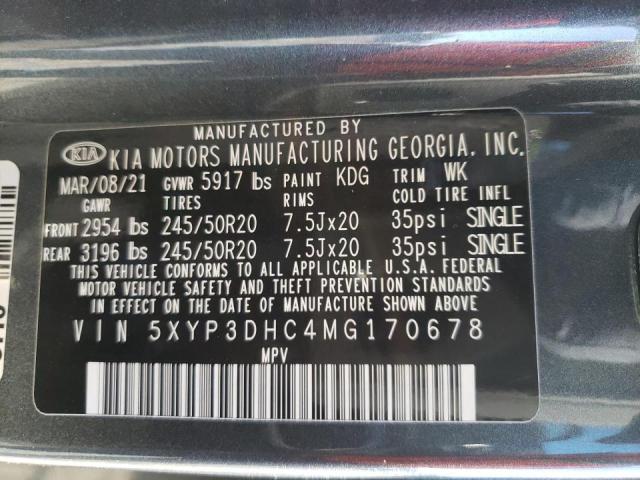 MANUFACTURED BY
KIA KIA MOTORS MANUFACTURING GEORGIA, INC.
MAR/08/21 GVWR 5917 lbs PAINT KDG TRIM WK
GAWR TIRES RIMS COLD TIRE INFL
FRONT 2954 lbs 245/50R20 7.5Jx20 35psi SINGLE
REAR 3196 lbs 245/50R20 7.5Jx20 35psi SINGLE
THIS VEHICLE CONFORMS TO ALL APPLICABLE U.S.A. FEDERAL
MOTOR VEHICLE SAFETY AND THEFT PREVENTION STANDARDS
IN EFFECT ON THE DATE OF MANUFACTURE SHOWN ABOVE.
VIN 5XYP3DHC4MG170678
MPV